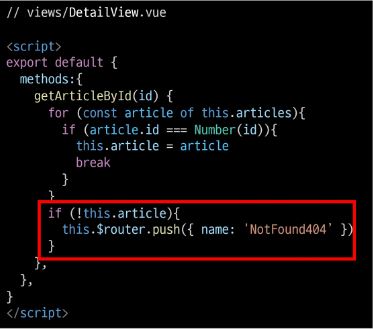 // views/DetailView.vue
<script>
export default {
  methods:{
    getArticleById(id) {
      for (const article of this.articles){
        if (article.id === Number(id)){
          this.article = article
          break
        }
      }
      if (!this.article){
        this.$router.push({ name: 'NotFound404' })
      }
    },
  },
}
</script>